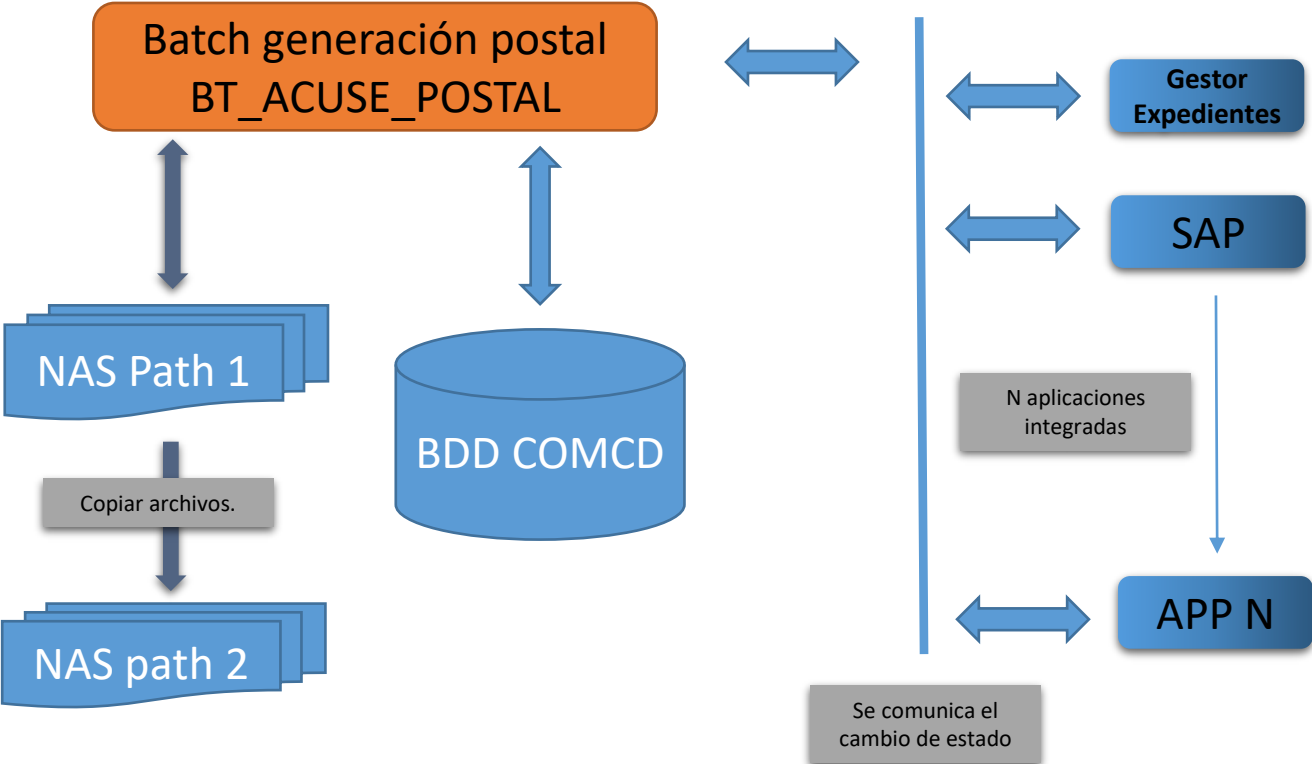 Batch generación postal
BT_ACUSE_POSTAL
Gestor
Expedientes
SAP
NAS Path 1
N aplicaciones
integradas
BDD COMCD
Copiar archivos.
APP N
NAS path 2
Se comunica el
cambio de estado